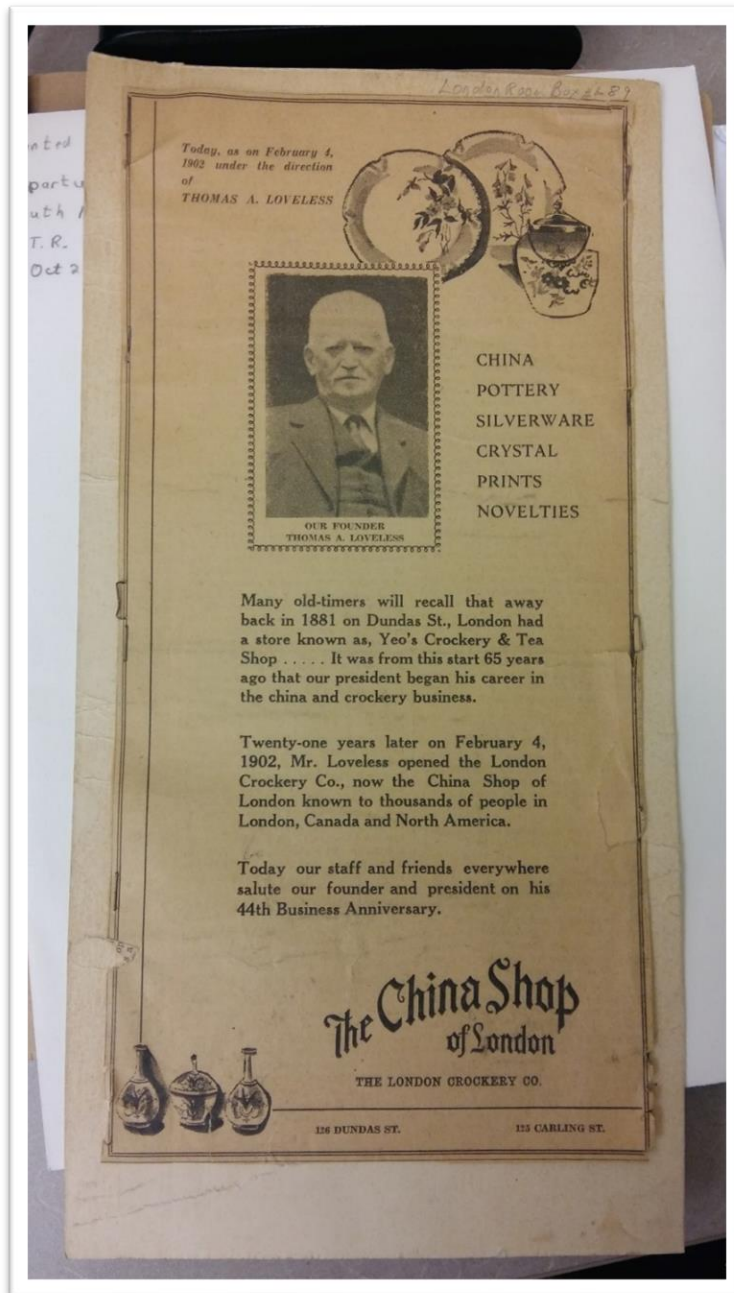 London Room Box
Today, as on February 4,
1902 under the direction
of
THOMAS A. LOVELESS
nted
uth
T. R.
Oct 2
OUR FOUNDER
THOMAS A. LOVELESS
CHINA
POTTERY
SILVERWARE
CRYSTAL
PRINTS
NOVELTIES
Many old-timers will recall that away
back in 1881 on Dundas St., London had
a store known as, Yeo's Crockery & Tea
Shop . . . . . It was from this start 65 years
ago that our president began his career in
the china and crockery business.
Twenty-one years later on February 4,
1902, Mr. Loveless opened the London
Crockery Co., now the China Shop of
London known to thousands of people in
London, Canada and North America.
Today our staff and friends everywhere
salute our founder and president on his
44th Business Anniversary.
The China Shop
of London
THE LONDON CROCKERY CO.
126 DUNDAS ST. 125 CARLING ST.